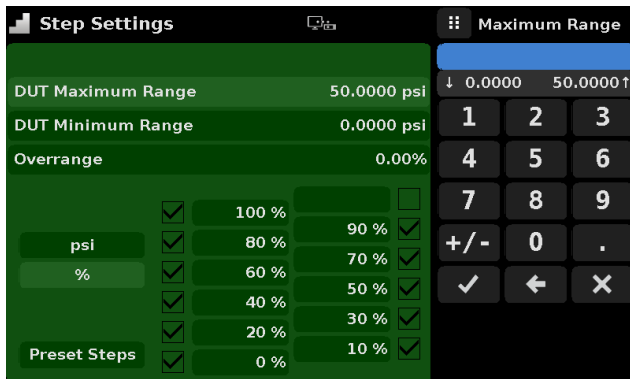 Step Settings
Maximum Range
↓ 0.0000 50.0000↑
DUT Maximum Range 50.0000 psi
DUT Minimum Range 0.0000 psi
Overrange 0.00%
100 %
90 %
psi 80 %
70 %
% 60 %
50 %
40 %
30 %
20 %
10 %
Preset Steps 0 %
1 2 3
4 5 6
7 8 9
+/- 0 .